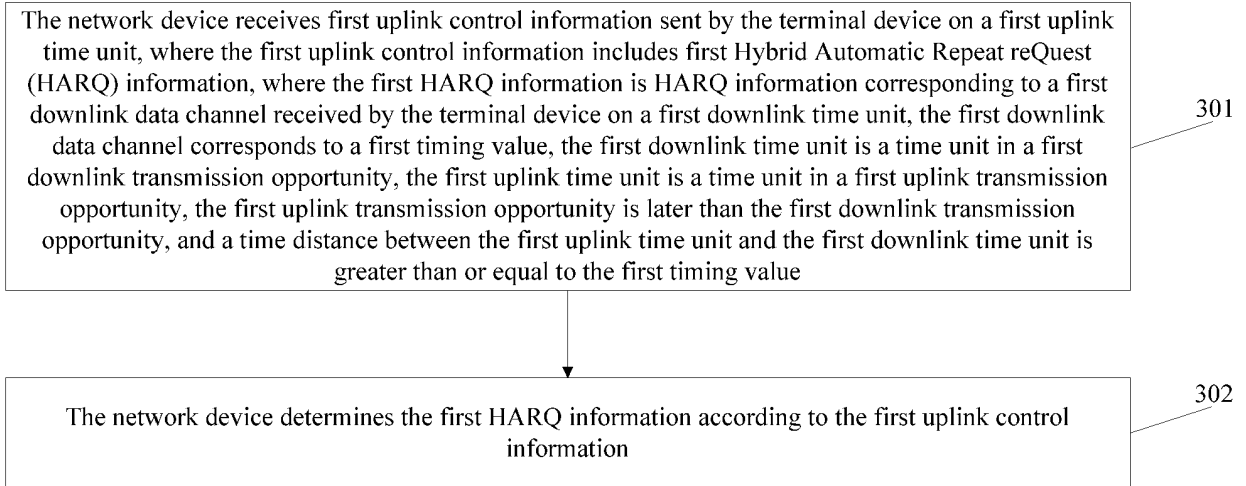 The network device receives first uplink control information sent by the terminal device on a first uplink
time unit, where the first uplink control information includes first Hybrid Automatic Repeat reQuest
(HARQ) information, where the first HARQ information is HARQ information corresponding to a first
downlink data channel received by the terminal device on a first downlink time unit, the first downlink
data channel corresponds to a first timing value, the first downlink time unit is a time unit in a first
downlink transmission opportunity, the first uplink time unit is a time unit in a first uplink transmission
opportunity, the first uplink transmission opportunity is later than the first downlink transmission
opportunity, and a time distance between the first uplink time unit and the first downlink time unit is
greater than or equal to the first timing value
301
The network device determines the first HARQ information according to the first uplink control
information
302